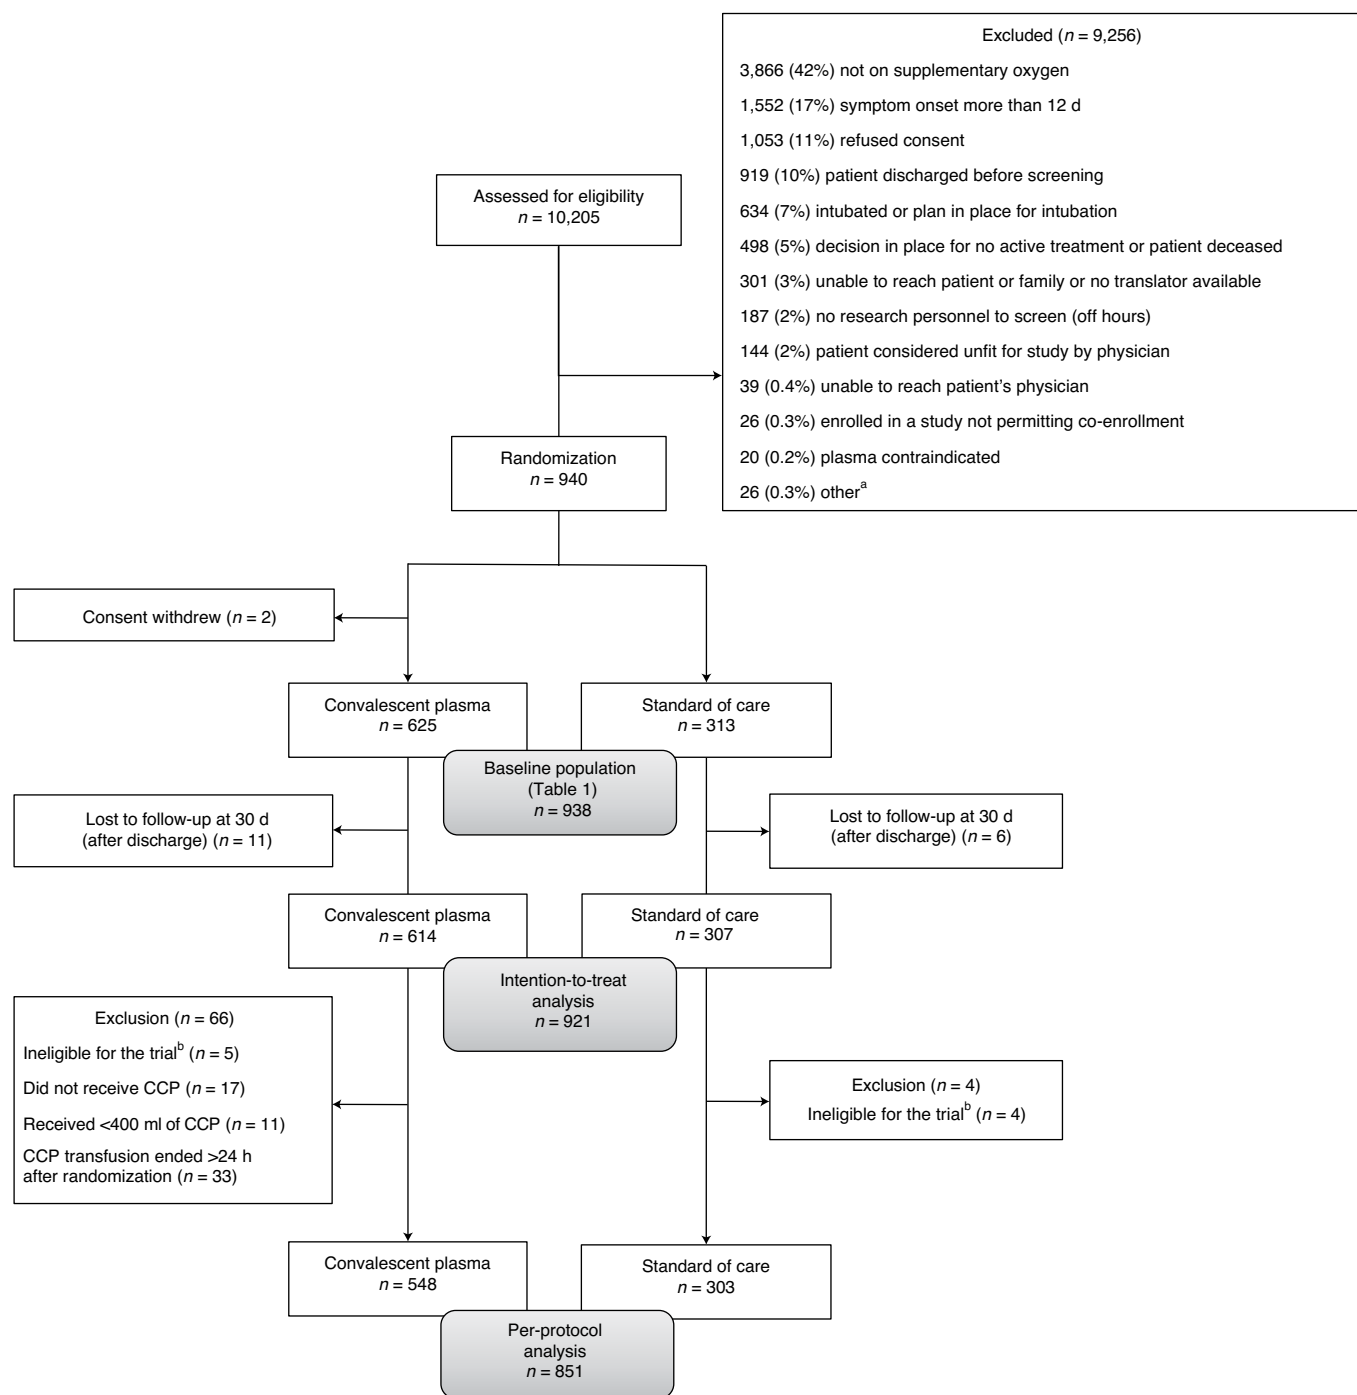 Excluded (n = 9,256)
3,866 (42%) not on supplementary oxygen
1,552 (17%) symptom onset more than 12 d
1,053 (11%) refused consent
919 (10%) patient discharged before screening
634 (7%) intubated or plan in place for intubation
498 (5%) decision in place for no active treatment or patient deceased
301 (3%) unable to reach patient or family or no translator available
187 (2%) no research personnel to screen (off hours)
144 (2%) patient considered unfit for study by physician
39 (0.4%) unable to reach patient's physician
26 (0.3%) enrolled in a study not permitting co-enrollment
20 (0.2%) plasma contraindicated
26 (0.3%) other^a
Assessed for eligibility
n = 10,205
Randomization
n = 940
Consent withdrew (n = 2)
Convalescent plasma
n = 625
Standard of care
n = 313
Baseline population
(Table 1)
n = 938
Lost to follow-up at 30 d
(after discharge) (n = 11)
Lost to follow-up at 30 d
(after discharge) (n = 6)
Convalescent plasma
n = 614
Standard of care
n = 307
Intention-to-treat
analysis
n = 921
Exclusion (n = 66)
Ineligible for the trial^b (n = 5)
Did not receive CCP (n = 17)
Received <400 ml of CCP (n = 11)
CCP transfusion ended >24 h
after randomization (n = 33)
Exclusion (n = 4)
Ineligible for the trial^b (n = 4)
Convalescent plasma
n = 548
Standard of care
n = 303
Per-protocol
analysis
n = 851